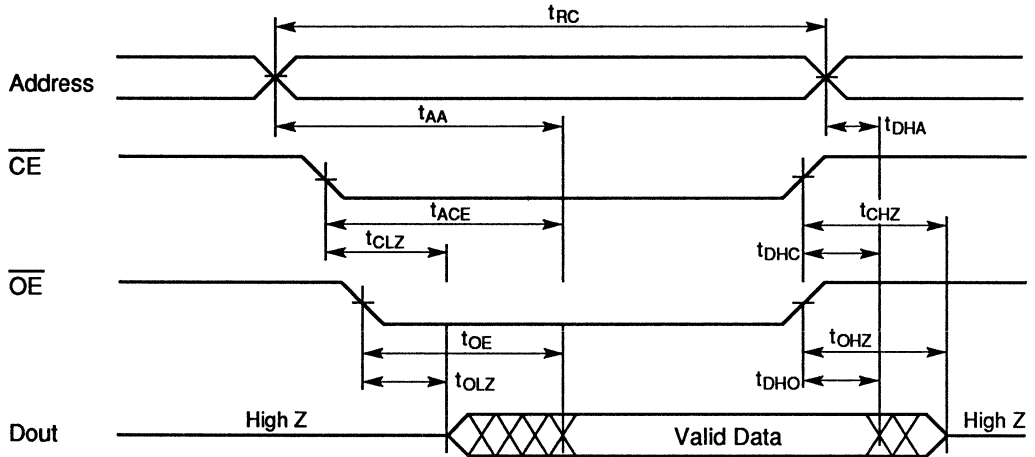 tRC
Address
tAA
tDHA
CE
tACE
tCHZ
tCLZ
tDHC
OE
tOE
tOHZ
tOLZ
tDHO
Dout
High Z
Valid Data
High Z